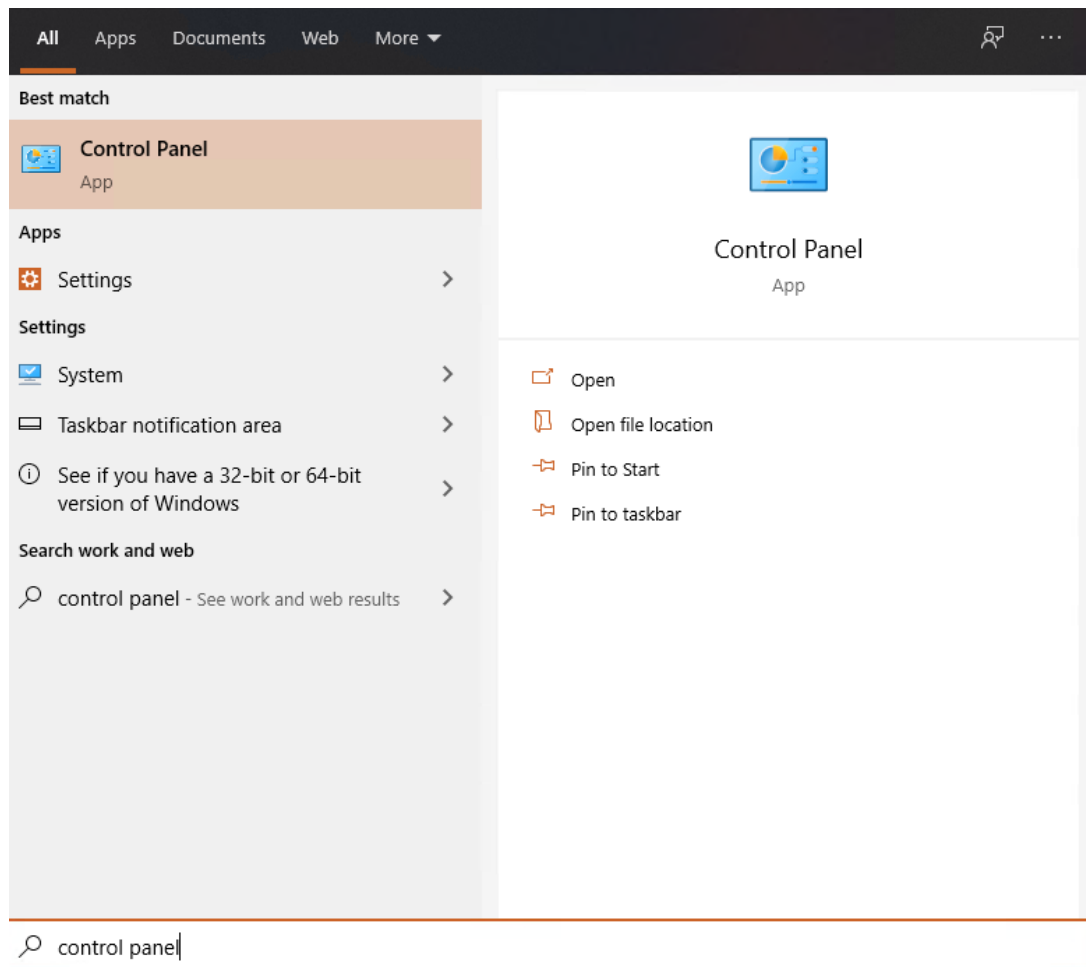 All Apps Documents Web More
Best match
Control Panel
App
Apps
Settings
Settings
System
Taskbar notification area
See if you have a 32-bit or 64-bit
version of Windows
Search work and web
control panel - See work and web results
Control Panel
App
Open
Open file location
Pin to Start
Pin to taskbar
control panel